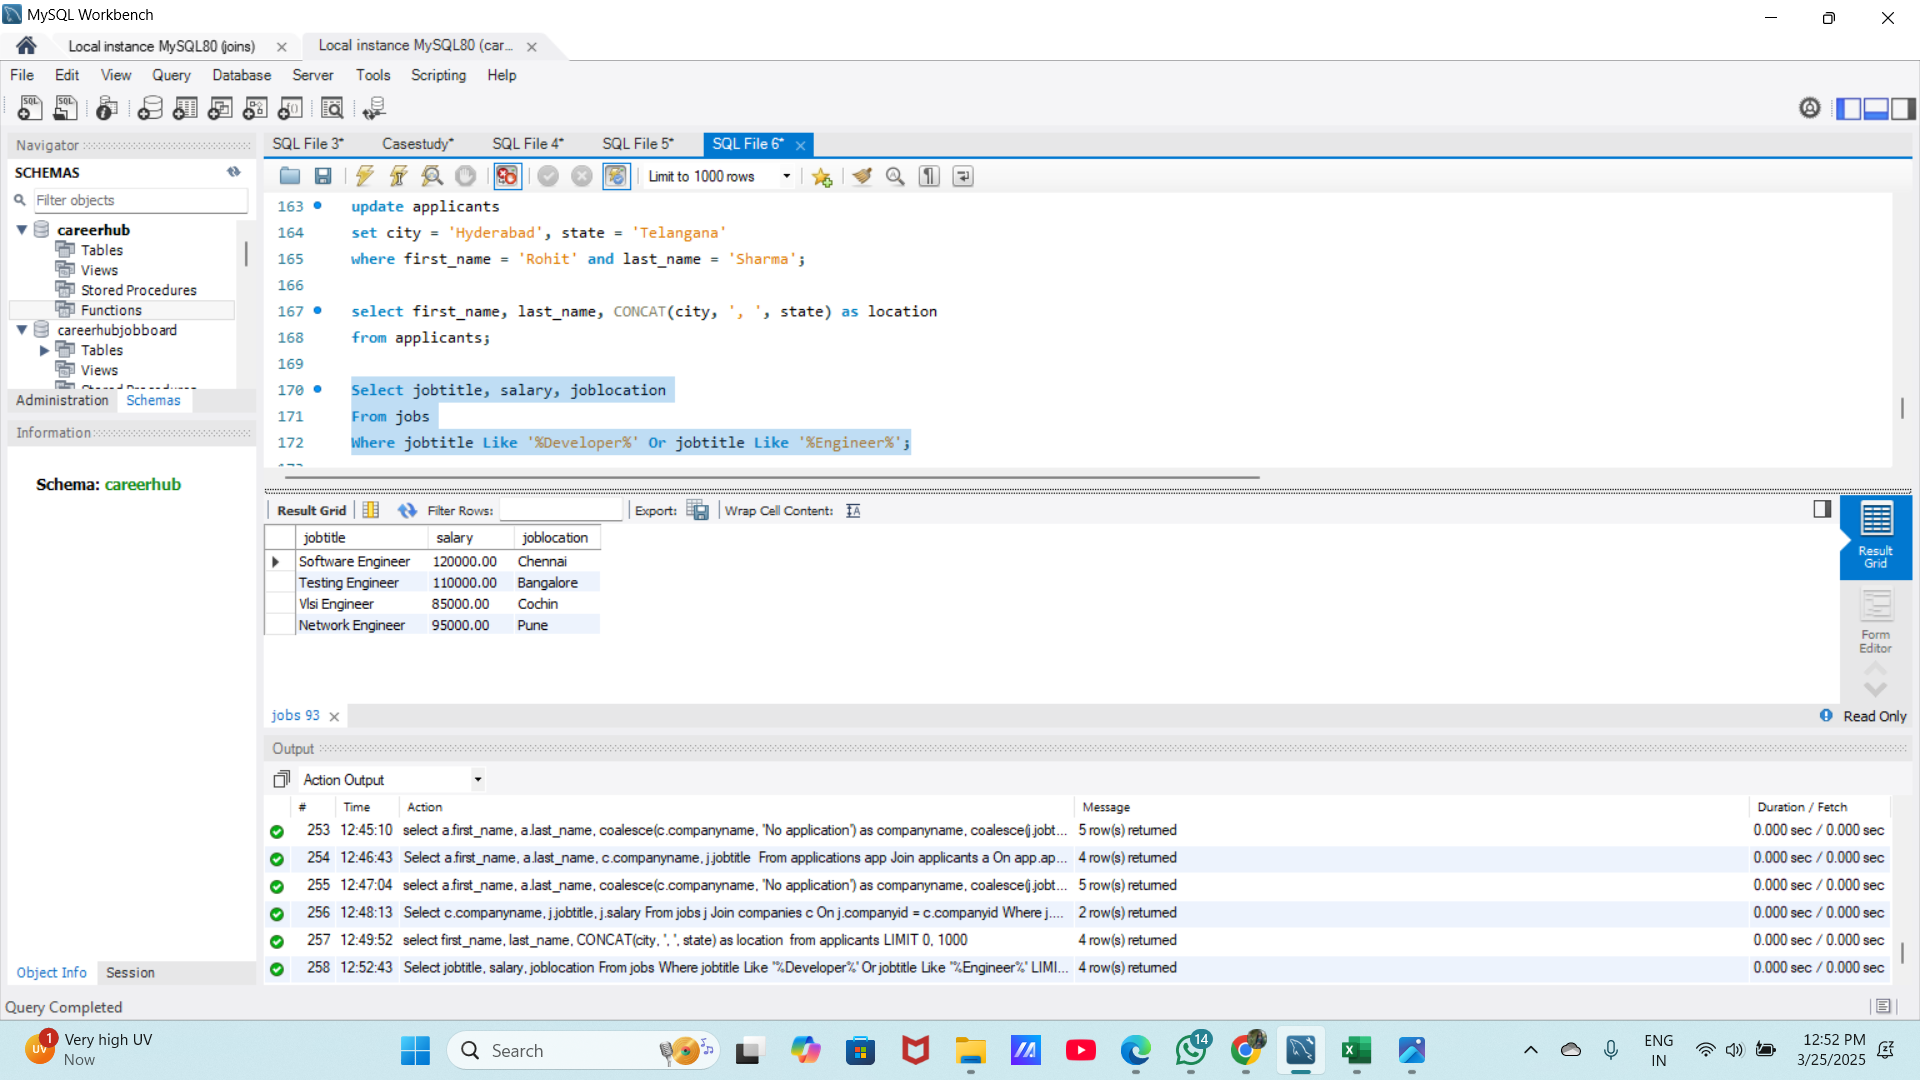 MySQL Workbench
Local instance MySQL80 (joins)
Local instance MySQL80 (car...
File Edit View Query Database Server Tools Scripting Help
Navigator
SCHEMAS
Filter objects
careerhub
Tables
Views
Stored Procedures
Functions
careerhubjobboard
Tables
Views
Stored Procedures
Administration Schemas
Information
Schema: careerhub
Object Info Session
SQL File 3* Casestudy* SQL File 4* SQL File 5* SQL File 6*
Limit to 1000 rows
163 update applicants
164 set city = 'Hyderabad', state = 'Telangana'
165 where first_name = 'Rohit' and last_name = 'Sharma';
166
167 select first_name, last_name, CONCAT(city, ', ', state) as location
168 from applicants;
169
170 Select jobtitle, salary, joblocation
171 From jobs
172 Where jobtitle Like '%Developer%' Or jobtitle Like '%Engineer%';
173
Result Grid Filter Rows: Export: Wrap Cell Content:
jobtitle salary joblocation
Software Engineer 120000.00 Chennai
Testing Engineer 110000.00 Bangalore
Vlsi Engineer 85000.00 Cochin
Network Engineer 95000.00 Pune
Result Grid
Form Editor
jobs 93
Read Only
Output
Action Output
# Time Action Message Duration / Fetch
253 12:45:10 select a.first_name, a.last_name, coalesce(c.companyname, 'No application') as companyname, coalesce(j.jobt... 5 row(s) returned 0.000 sec / 0.000 sec
254 12:46:43 Select a.first_name, a.last_name, c.companyname, j.jobtitle From applications app Join applicants a On app.ap... 4 row(s) returned 0.000 sec / 0.000 sec
255 12:47:04 select a.first_name, a.last_name, coalesce(c.companyname, 'No application') as companyname, coalesce(j.jobt... 5 row(s) returned 0.000 sec / 0.000 sec
256 12:48:13 Select c.companyname, j.jobtitle, j.salary From jobs j Join companies c On j.companyid = c.companyid Where j.... 2 row(s) returned 0.000 sec / 0.000 sec
257 12:49:52 select first_name, last_name, CONCAT(city, ', ', state) as location from applicants LIMIT 0, 1000 4 row(s) returned 0.000 sec / 0.000 sec
258 12:52:43 Select jobtitle, salary, joblocation From jobs Where jobtitle Like '%Developer%' Or jobtitle Like '%Engineer%' LIMI... 4 row(s) returned 0.000 sec / 0.000 sec
Query Completed
1
UV
Very high UV
Now
Search
14
ENG
IN
12:52 PM
3/25/2025